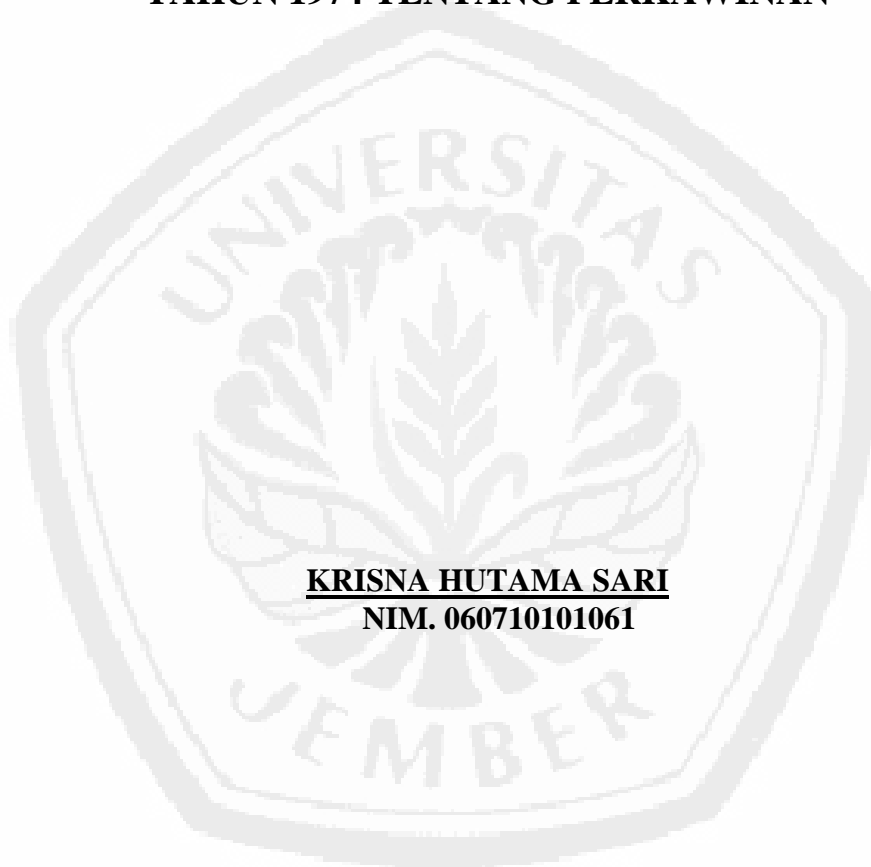 TAHUN 1974 TENTANG PERKAWINAN
UNIVERSITAS
KRISNA HUTAMA SARI
NIM. 060710101061
JEMBER